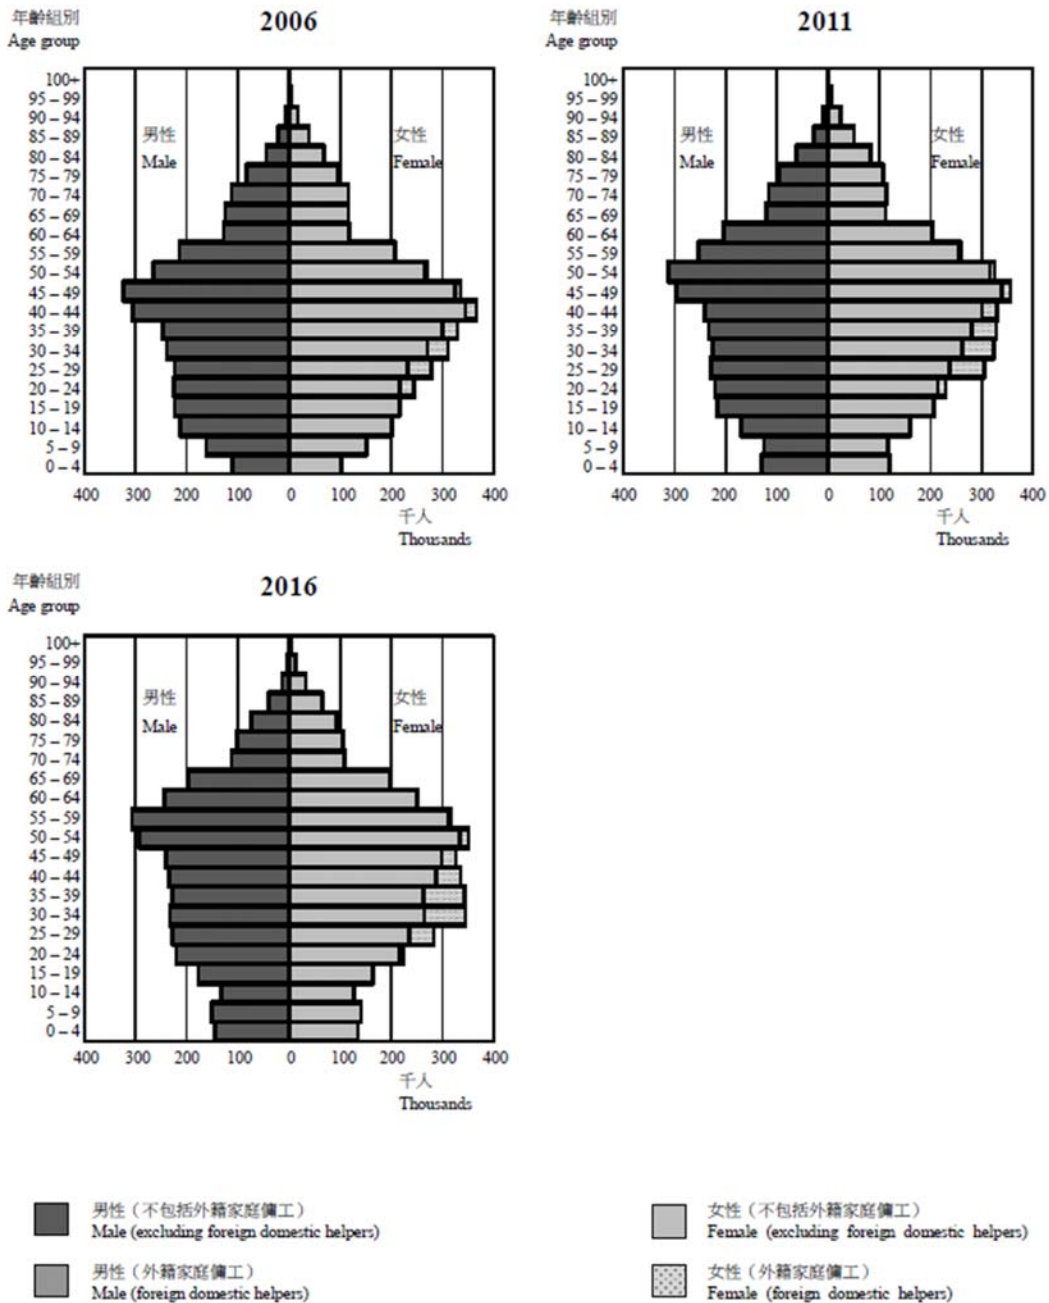 年齡組別
Age group
2006
100+
95 – 99
90 – 94
85 – 89
80 – 84
75 – 79
70 – 74
65 – 69
60 – 64
55 – 59
50 – 54
45 – 49
40 – 44
35 – 39
30 – 34
25 – 29
20 – 24
15 – 19
10 – 14
5 – 9
0 – 4
男性
Male
女性
Female
400 300 200 100 0 100 200 300 400
千人
Thousands
年齡組別
Age group
2011
100+
95 – 99
90 – 94
85 – 89
80 – 84
75 – 79
70 – 74
65 – 69
60 – 64
55 – 59
50 – 54
45 – 49
40 – 44
35 – 39
30 – 34
25 – 29
20 – 24
15 – 19
10 – 14
5 – 9
0 – 4
男性
Male
女性
Female
400 300 200 100 0 100 200 300 400
千人
Thousands
年齡組別
Age group
2016
100+
95 – 99
90 – 94
85 – 89
80 – 84
75 – 79
70 – 74
65 – 69
60 – 64
55 – 59
50 – 54
45 – 49
40 – 44
35 – 39
30 – 34
25 – 29
20 – 24
15 – 19
10 – 14
5 – 9
0 – 4
男性
Male
女性
Female
400 300 200 100 0 100 200 300 400
千人
Thousands
男性（不包括外籍家庭傭工）
Male (excluding foreign domestic helpers)
男性（外籍家庭傭工）
Male (foreign domestic helpers)
女性（不包括外籍家庭傭工）
Female (excluding foreign domestic helpers)
女性（外籍家庭傭工）
Female (foreign domestic helpers)